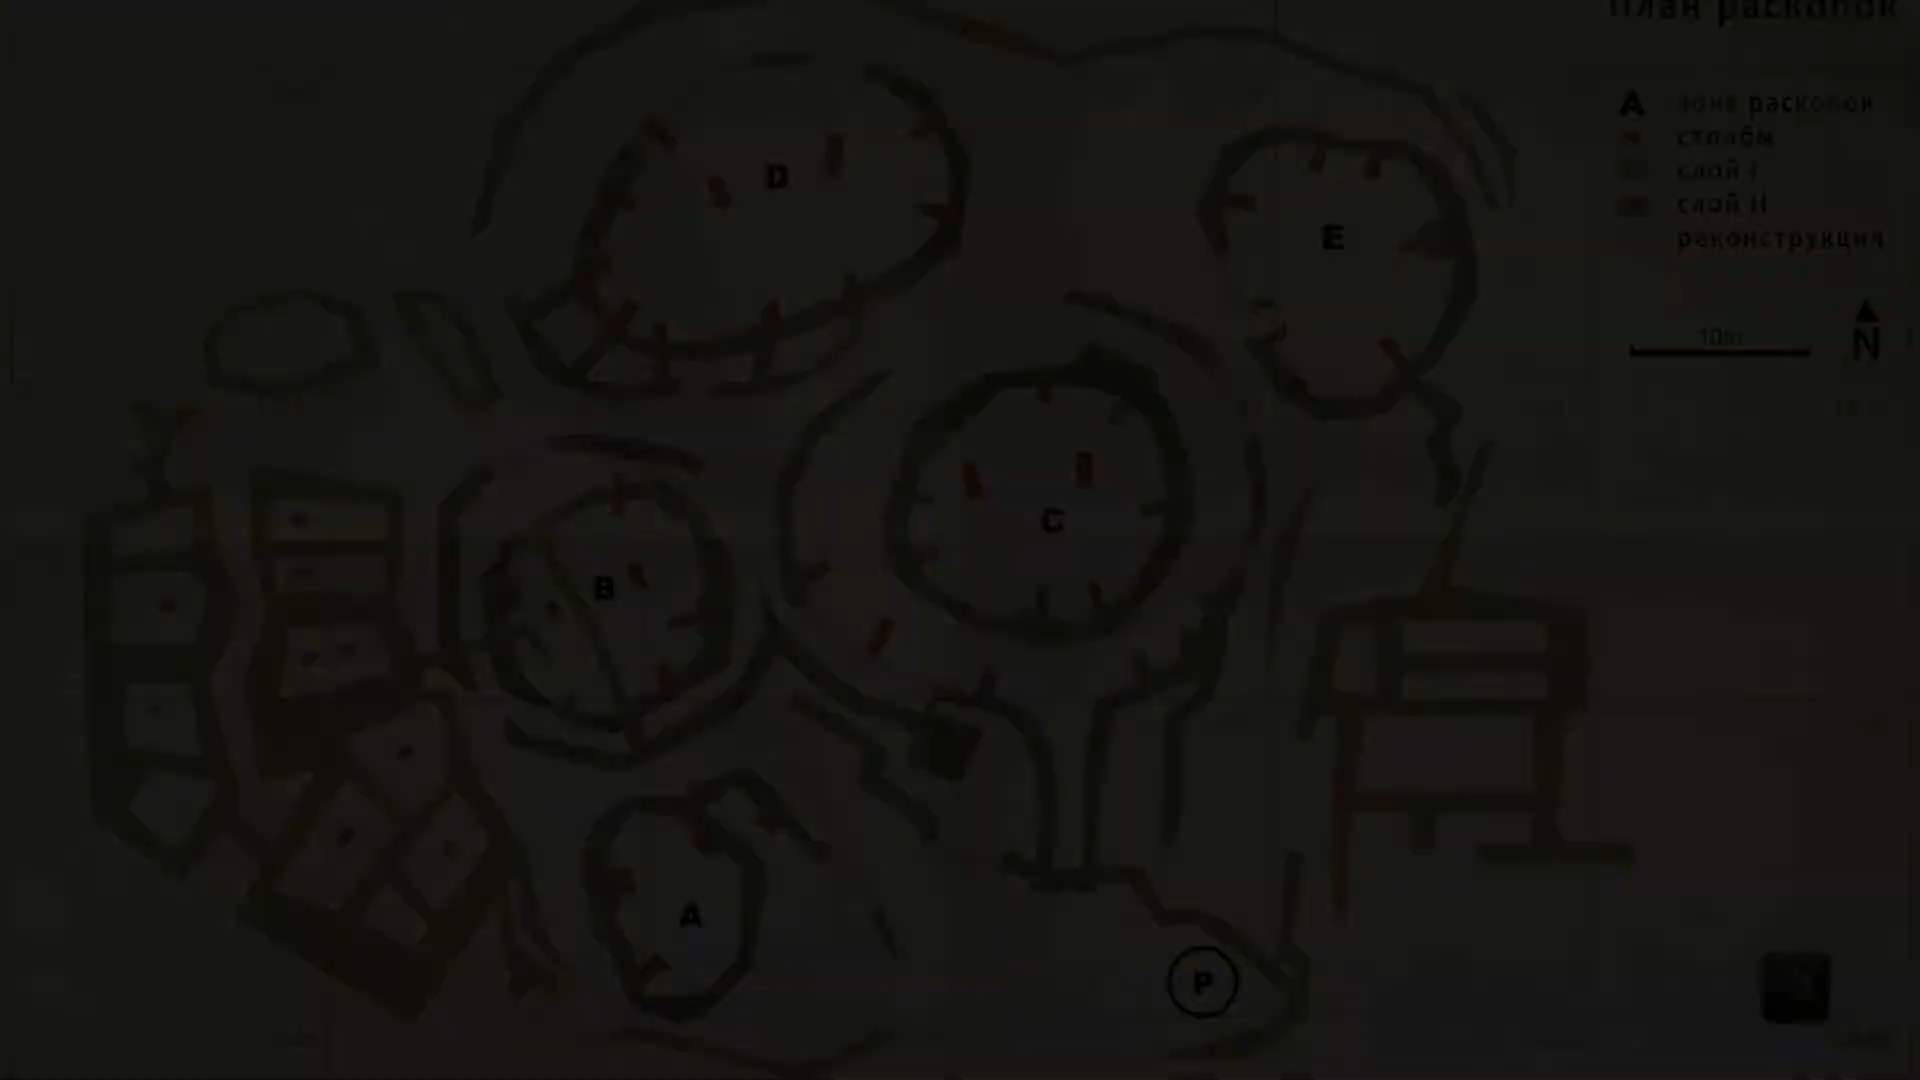 План раскопок
A зона раскопок
столбы
слой I
слой II
реконструкция
10m
N
D
E
C
B
A
P